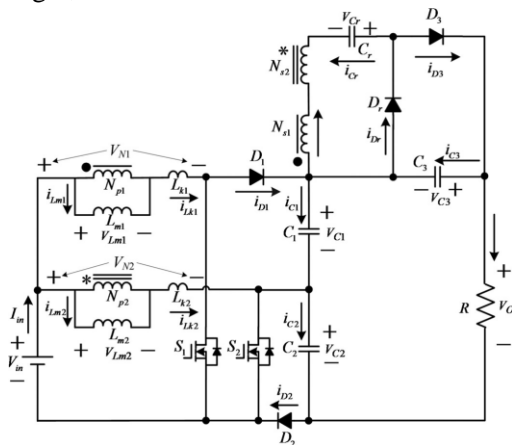 V_Cr
− +
D_3
*
C_r
N_s2
i_Cr
i_D3
D_r
N_s1
i_Dr
V_N1
+ −
D_1
C_3
i_C3
N_p1
L_k1
− +
V_C3
i_Lm1
L_m1
i_Lk1
i_D1
i_C1
+ V_Lm1 −
C_1
+
V_C1
−
V_N2
+ −
*
N_p2
L_k2
I_in
i_Lm2
L_m2
i_Lk2
+ V_Lm2 −
S_1
S_2
i_C2
C_2
+
V_C2
−
R
+
V_O
−
+
V_in
−
i_D2